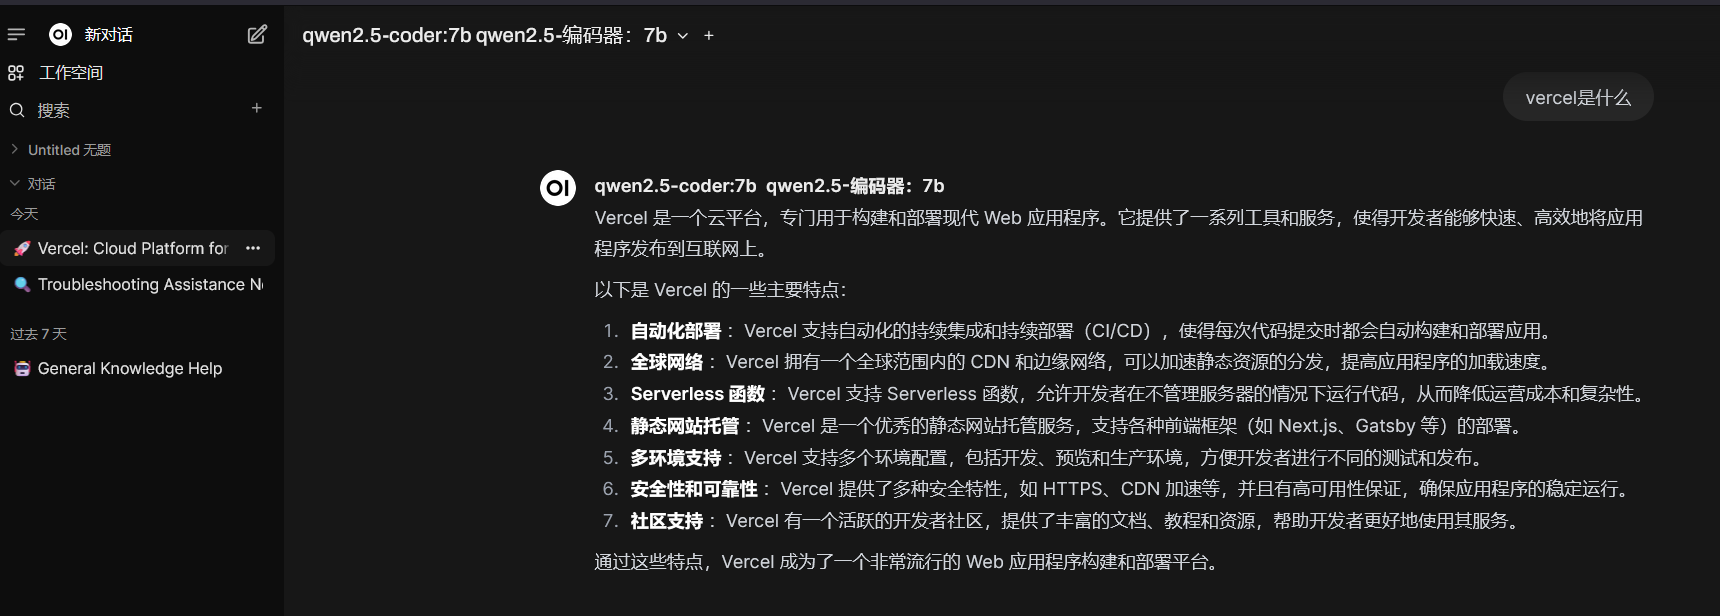 新对话
工作空间
搜索
Untitled 无题
对话
今天
Vercel: Cloud Platform for
Troubleshooting Assistance N
过去 7 天
General Knowledge Help
qwen2.5-coder:7b qwen2.5-编码器：7b
vercel是什么
OI
qwen2.5-coder:7b qwen2.5-编码器：7b
Vercel 是一个云平台，专门用于构建和部署现代 Web 应用程序。它提供了一系列工具和服务，使得开发者能够快速、高效地将应用
程序发布到互联网上。
以下是 Vercel 的一些主要特点：
1. 自动化部署： Vercel 支持自动化的持续集成和持续部署（CI/CD），使得每次代码提交时都会自动构建和部署应用。
2. 全球网络： Vercel 拥有一个全球范围内的 CDN 和边缘网络，可以加速静态资源的分发，提高应用程序的加载速度。
3. Serverless 函数： Vercel 支持 Serverless 函数，允许开发者在不管理服务器的情况下运行代码，从而降低运营成本和复杂性。
4. 静态网站托管： Vercel 是一个优秀的静态网站托管服务，支持各种前端框架（如 Next.js、Gatsby 等）的部署。
5. 多环境支持： Vercel 支持多个环境配置，包括开发、预览和生产环境，方便开发者进行不同的测试和发布。
6. 安全性和可靠性： Vercel 提供了多种安全特性，如 HTTPS、CDN 加速等，并且有高可用性保证，确保应用程序的稳定运行。
7. 社区支持： Vercel 有一个活跃的开发者社区，提供了丰富的文档、教程和资源，帮助开发者更好地使用其服务。
通过这些特点，Vercel 成为了一个非常流行的 Web 应用程序构建和部署平台。